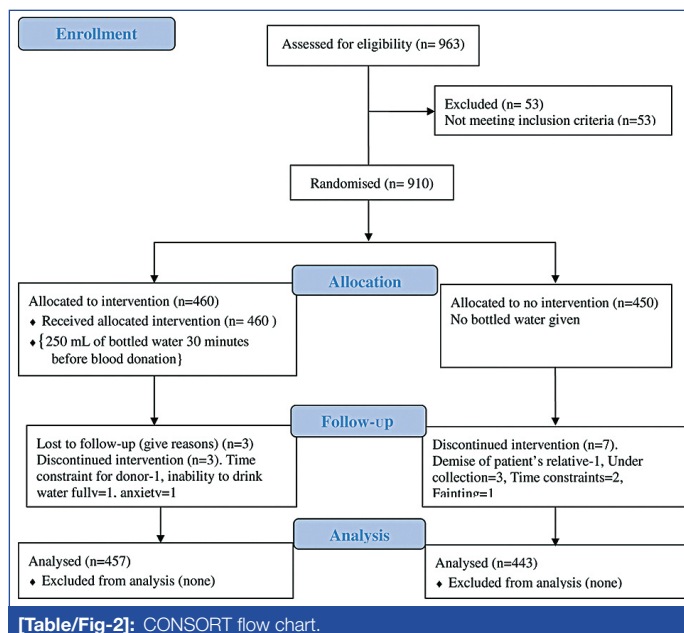 Enrollment
Assessed for eligibility (n= 963)
Excluded (n= 53)
Not meeting inclusion criteria (n=53)
Randomised (n= 910)
Allocation
Allocated to intervention (n=460)
♦ Received allocated intervention (n= 460 )
♦ {250 mL of bottled water 30 minutes
before blood donation}
Allocated to no intervention (n=450)
No bottled water given
Follow-up
Lost to follow-up (give reasons) (n=3)
Discontinued intervention (n=3). Time
constraint for donor-1, inability to drink
water fully=1, anxiety=1
Discontinued intervention (n=7).
Demise of patient's relative-1, Under
collection=3, Time constraints=2,
Fainting=1
Analysis
Analysed (n=457)
♦ Excluded from analysis (none)
Analysed (n=443)
♦ Excluded from analysis (none)
[Table/Fig-2]: CONSORT flow chart.